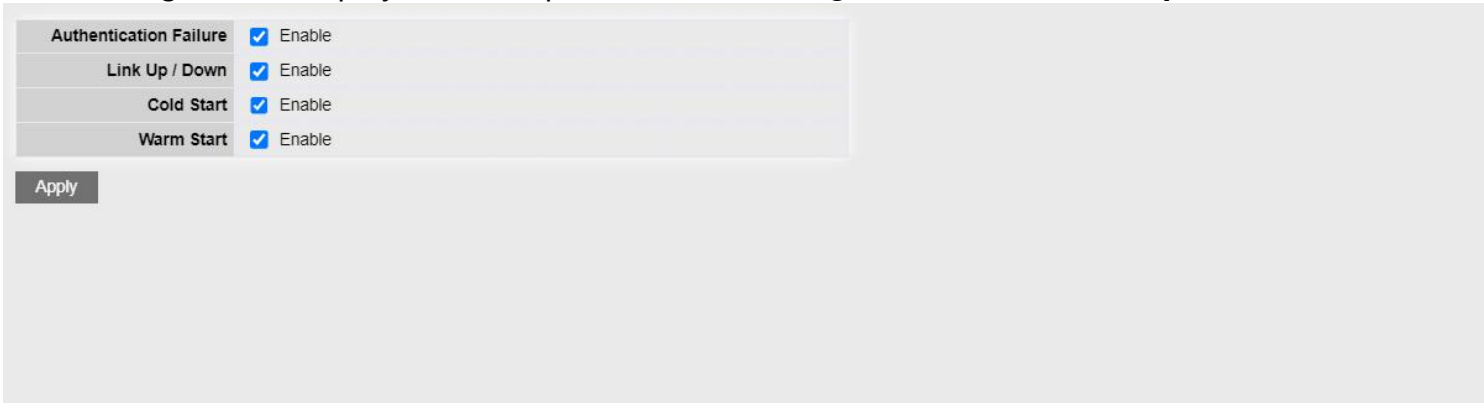 Authentication Failure Enable
Link Up / Down Enable
Cold Start Enable
Warm Start Enable
Apply